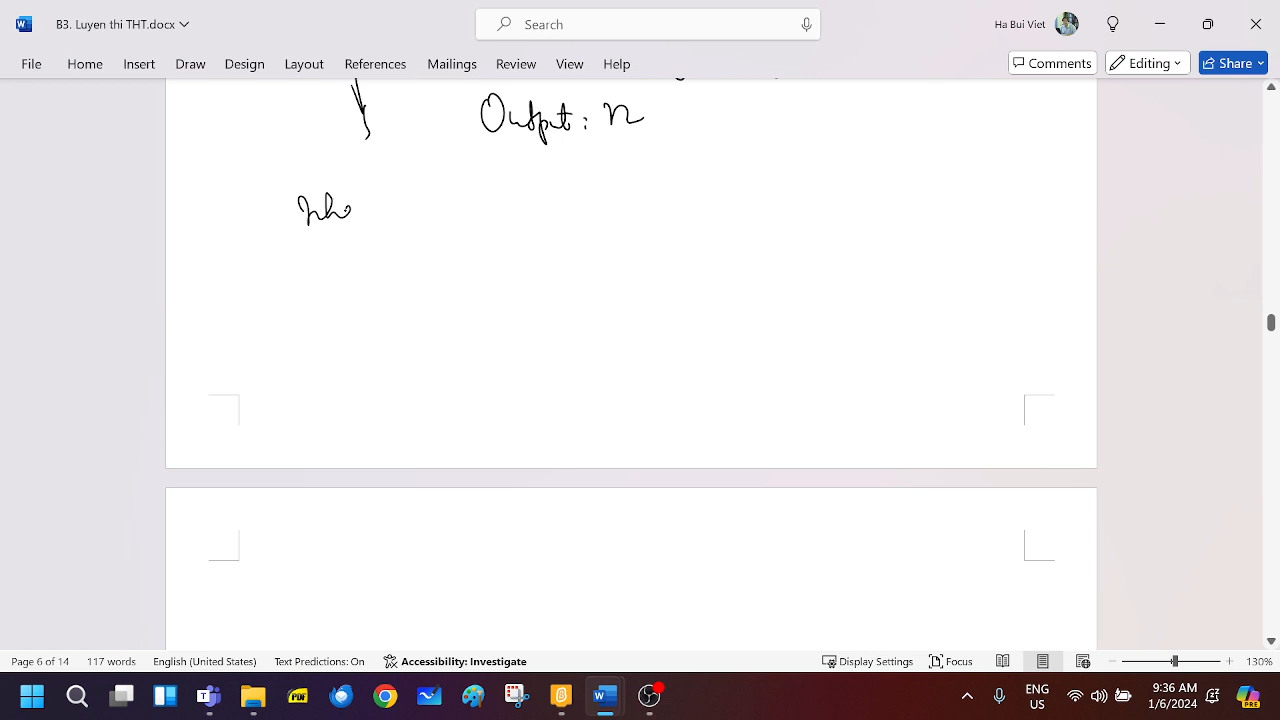 B3. Luyen thi THT.docx
Search
Ha Bui Viet
File Home Insert Draw Design Layout References Mailings Review View Help
Comments Editing Share
Output: n
Page 6 of 14 117 words English (United States) Text Predictions: On Accessibility: Investigate Display Settings Focus 130%
PDF
PRE
ENG
US
9:36 AM
1/6/2024